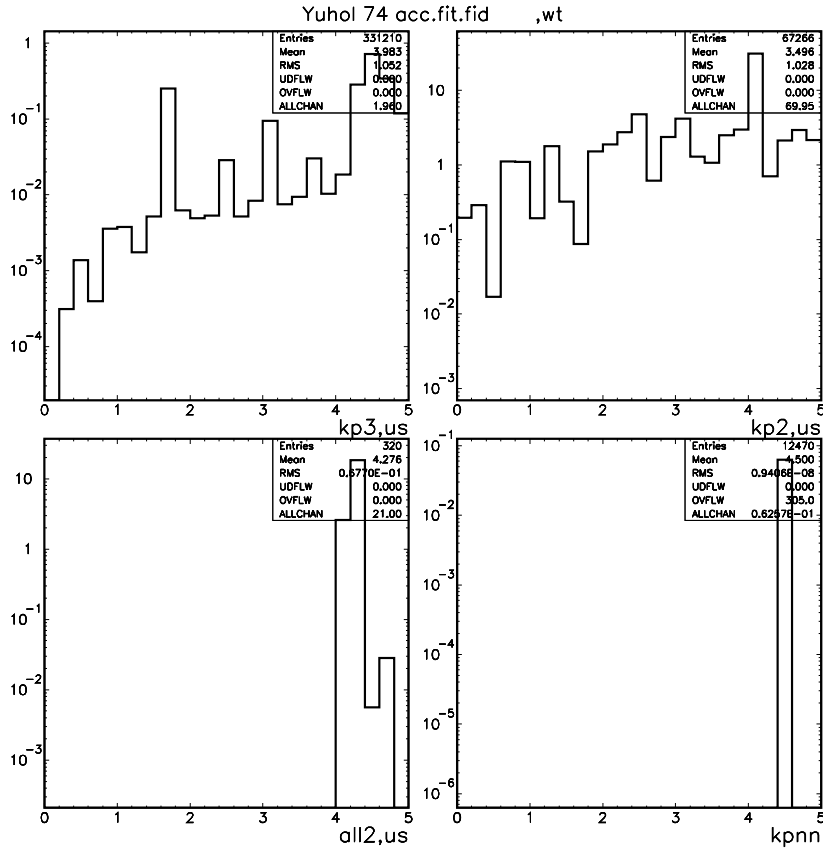 Yuhol 74 acc.fit.fid ,wt
Entries 331210
Mean 3.983
RMS 1.052
UDFLW 0.000
OVFLW 0.000
ALLCHAN 1.960
1
10^-1
10^-2
10^-3
10^-4
0 1 2 3 4 5
kp3,us
Entries 67266
Mean 3.496
RMS 1.028
UDFLW 0.000
OVFLW 0.000
ALLCHAN 69.95
10
1
10^-1
10^-2
10^-3
0 1 2 3 4 5
kp2,us
Entries 320
Mean 4.276
RMS 0.6770E-01
UDFLW 0.000
OVFLW 0.000
ALLCHAN 21.00
10
1
10^-1
10^-2
10^-3
0 1 2 3 4 5
all2,us
Entries 12470
Mean 4.500
RMS 0.9406E-08
UDFLW 0.000
OVFLW 305.0
ALLCHAN 0.6257E-01
10^-1
10^-2
10^-3
10^-4
10^-5
10^-6
0 1 2 3 4 5
kpnn